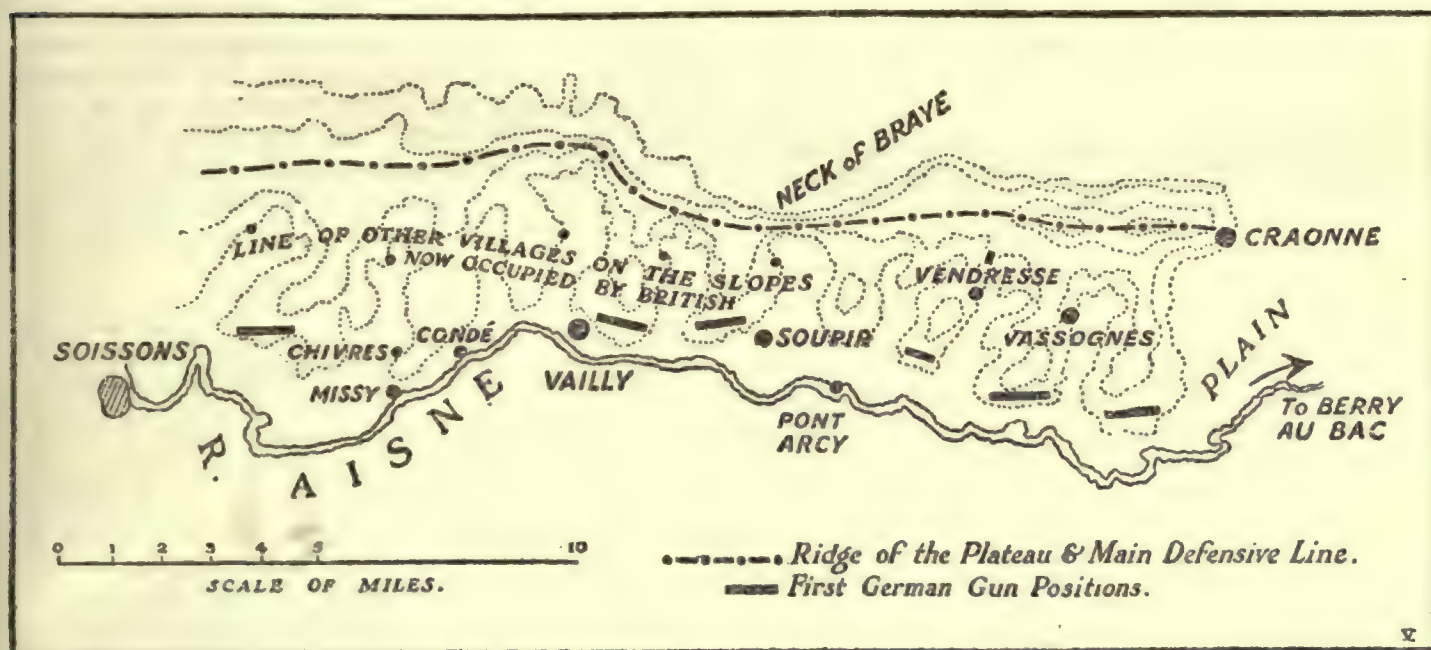 NECK OF BRAYE
CRAONNE
LINE OF OTHER VILLAGES ON THE SLOPES
NOW OCCUPIED BY BRITISH
VENDRESSE
VASSOGNES
SOISSONS
CHIVRES
CONDÉ
MISSY
VAILLY
SOUPIR
PONT
ARCY
PLAIN
To BERRY
AU BAC
R. AISNE
0 1 2 3 4 5 10
SCALE OF MILES.
Ridge of the Plateau & Main Defensive Line.
First German Gun Positions.
V